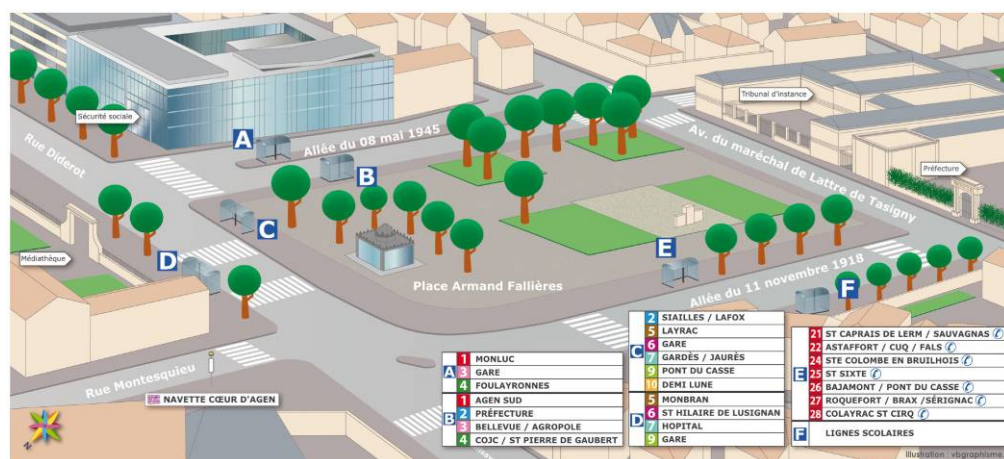 Sécurité sociale
A
Allée du 08 mai 1945
Tribunal d'instance
Rue Diderot
B
Av. du maréchal de Lattre de Tasigny
Préfecture
C
Médiathèque
D
E
Place Armand Fallières
Allée du 11 novembre 1918
F
Rue Montesquieu
NAVETTE CŒUR D'AGEN
N
A
1 MONLUC
3 GARE
4 FOULAYRONNES
B
1 AGEN SUD
2 PRÉFECTURE
3 BELLEVUE / AGROPOLE
4 COJC / ST PIERRE DE GAUBERT
C
2 SIAILLES / LAFOX
5 LAYRAC
6 GARE
7 GARDÈS / JAURÈS
9 PONT DU CASSE
10 DEMI LUNE
D
5 MONBRAN
6 ST HILAIRE DE LUSIGNAN
7 HOPITAL
9 GARE
E
21 ST CAPRAIS DE LERM / SAUVAGNAS
22 ASTAFFORT / CUQ / FALS
24 STE COLOMBE EN BRUILHOIS
25 ST SIXTE
26 BAJAMONT / PONT DU CASSE
27 ROQUEFORT / BRAX /SÉRIGNAC
28 COLAYRAC ST CIRQ
F LIGNES SCOLAIRES
illustration : vbgraphisme